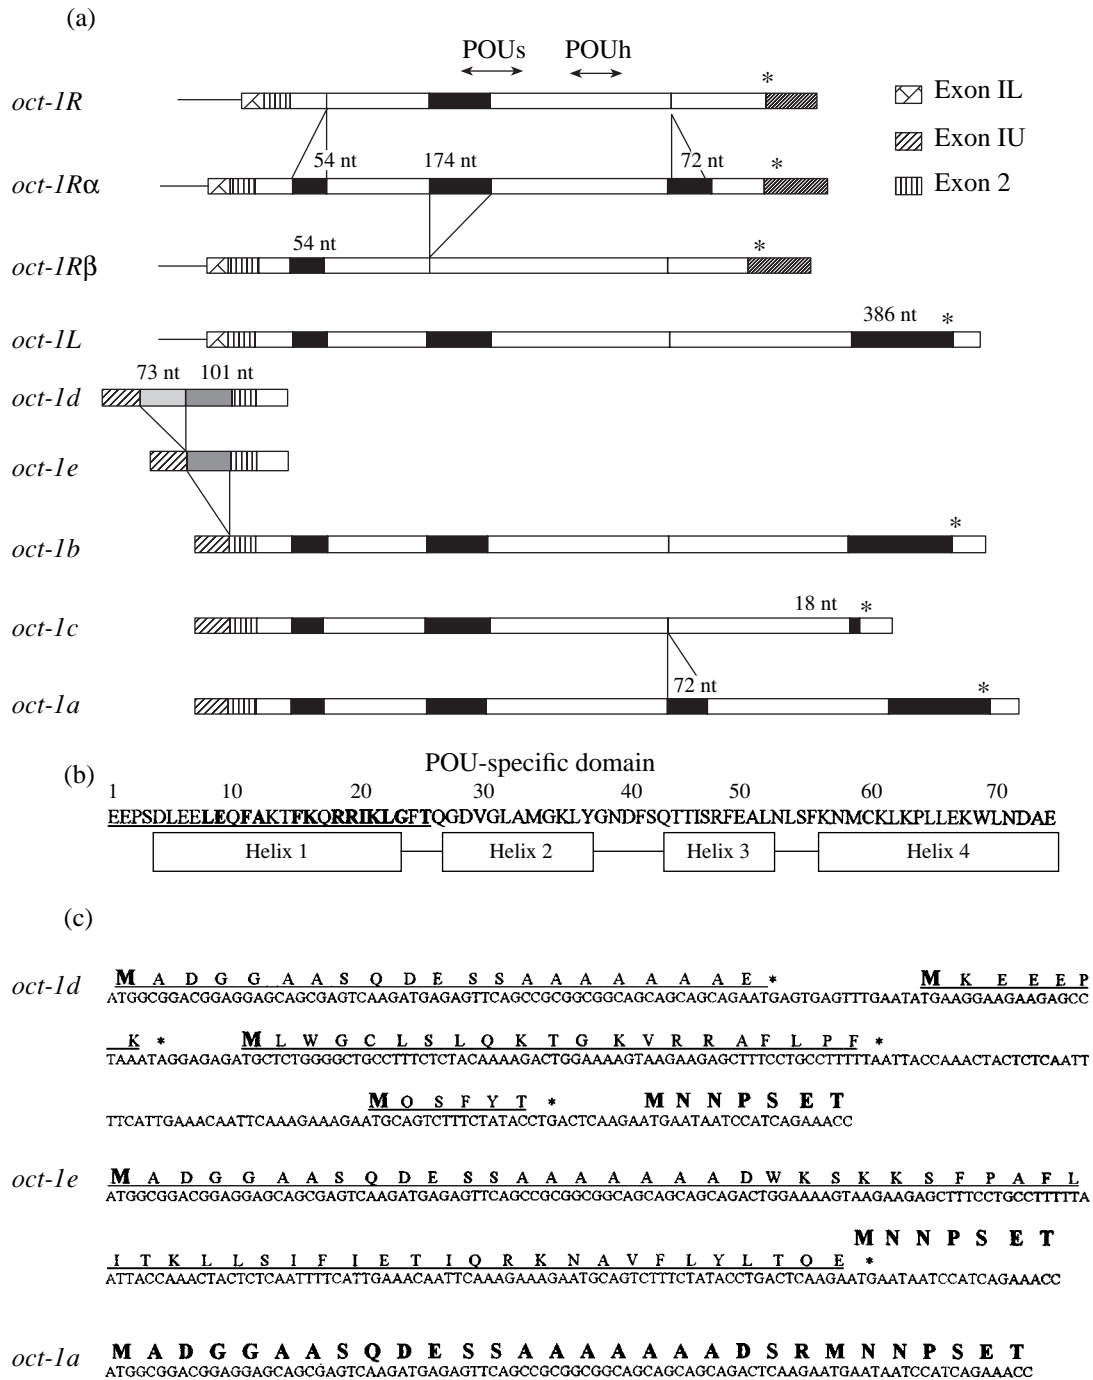 (a)
POUs POUh
oct-1R *
Exon IL
Exon IU
Exon 2
54 nt 174 nt 72 nt *
oct-1Rα
54 nt *
oct-1Rβ
386 nt *
oct-1L
73 nt 101 nt
oct-1d
oct-1e
*
oct-1b
18 nt *
oct-1c
72 nt *
oct-1a
(b) POU-specific domain
1 10 20 30 40 50 60 70
EEPSDLEELEQFAKTFKQRRIKLGFTQGDVGLAMGKLYGNDFSQTTISRFEALNLSFKNMCKLKPLLEKWLNDAE
Helix 1 Helix 2 Helix 3 Helix 4
(c)
oct-1d M A D G G A A S Q D E S S A A A A A A A E * M K E E E P
ATGGCGGACGGAGGAGCAGCGAGTCAAGATGAGAGTTCAGCCGCGGCGGCAGCAGCAGCAGAATGAGTGAGTTTGAATATGAAGGAAGAAGAGCC
K * M L W G C L S L Q K T G K V R R A F L P F *
TAAATAGGAGAGATGCTCTGGGGCTGCCTTTCTCTACAAAAGACTGGAAAAGTAAGAAGAGCTTTCCTGCCTTTTTAATTACCAAACTACTCTCAATT
M Q S F Y T * M N N P S E T
TTCATTGAAACAATTCAAAGAAAGAATGCAGTCTTTCTATACCTGACTCAAGAATGAATAATCCATCAGAAACC
oct-1e M A D G G A A S Q D E S S A A A A A A A D W K S K K S F P A F L
ATGGCGGACGGAGGAGCAGCGAGTCAAGATGAGAGTTCAGCCGCGGCGGCAGCAGCAGCAGACTGGAAAAGTAAGAAGAGCTTTCCTGCCTTTTTA
M N N P S E T
I T K L L S I F I E T I Q R K N A V F L Y L T Q E *
ATTACCAAACTACTCTCAATTTTCATTGAAACAATTCAAAGAAAGAATGCAGTCTTTCTATACCTGACTCAAGAATGAATAATCCATCAGAAACC
oct-1a M A D G G A A S Q D E S S A A A A A A A D S R M N N P S E T
ATGGCGGACGGAGGAGCAGCGAGTCAAGATGAGAGTTCAGCCGCGGCGGCAGCAGCAGCAGACTCAAGAATGAATAATCCATCAGAAACC